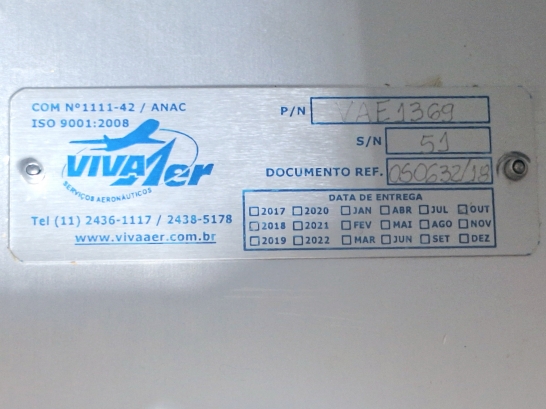 COM Nº1111-42 / ANAC
ISO 9001:2008
VIVAAer
SERVIÇOS AERONÁUTICOS
Tel (11) 2436-1117 / 2438-5178
www.vivaaer.com.br
P/N VAE1369
S/N 51
DOCUMENTO REF. OSO632/18
DATA DE ENTREGA
2017 2020 JAN ABR JUL OUT
2018 2021 FEV MAI AGO NOV
2019 2022 MAR JUN SET DEZ